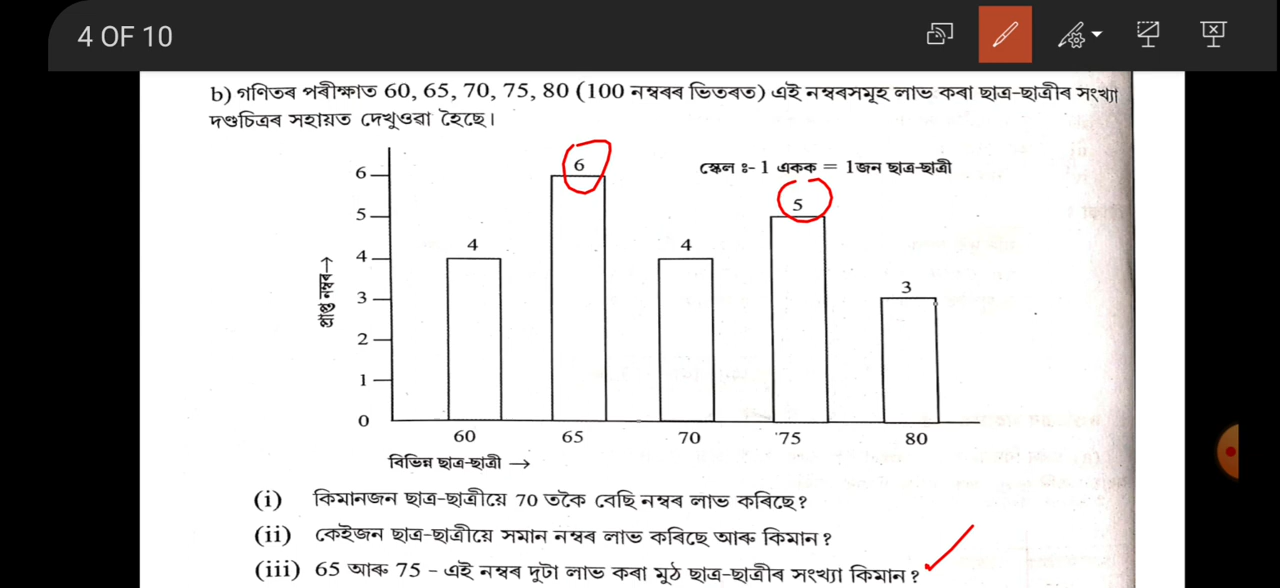 4 OF 10
b) গণিতৰ পৰীক্ষাত 60, 65, 70, 75, 80 (100 নম্বৰৰ ভিতৰত) এই নম্বৰসমূহ লাভ কৰা ছাত্ৰ-ছাত্ৰীৰ সংখ্যা
দণ্ডচিত্ৰৰ সহায়ত দেখুওৱা হৈছে।
স্কেল ঃ- 1 একক = 1জন ছাত্ৰ-ছাত্ৰী
6
5
4
3
2
1
0
প্ৰাপ্ত নম্বৰ→
4
6
4
5
3
60 65 70 75 80
বিভিন্ন ছাত্ৰ-ছাত্ৰী →
(i) কিমানজন ছাত্ৰ-ছাত্ৰীয়ে 70 তকৈ বেছি নম্বৰ লাভ কৰিছে?
(ii) কেইজন ছাত্ৰ-ছাত্ৰীয়ে সমান নম্বৰ লাভ কৰিছে আৰু কিমান?
(iii) 65 আৰু 75 - এই নম্বৰ দুটা লাভ কৰা মুঠ ছাত্ৰ-ছাত্ৰীৰ সংখ্যা কিমান?